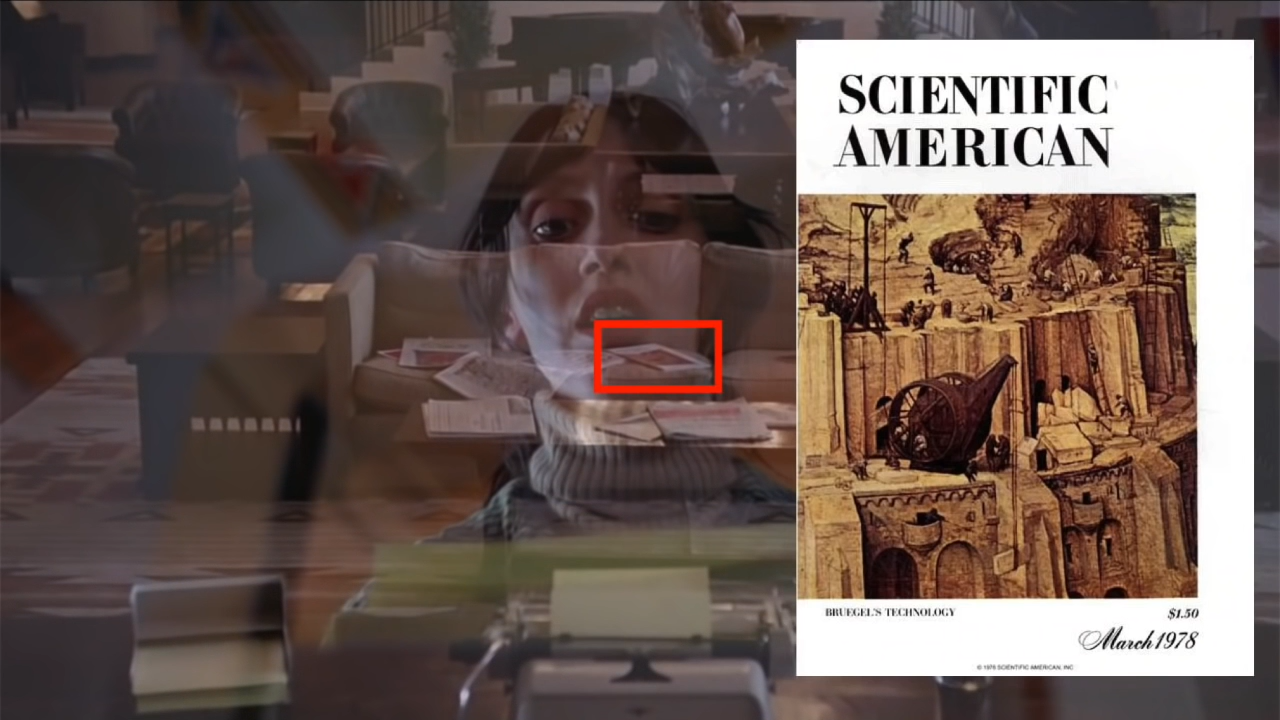 SCIENTIFIC
AMERICAN
BRUEGEL'S TECHNOLOGY
$1.50
March 1978
© 1978 SCIENTIFIC AMERICAN, INC